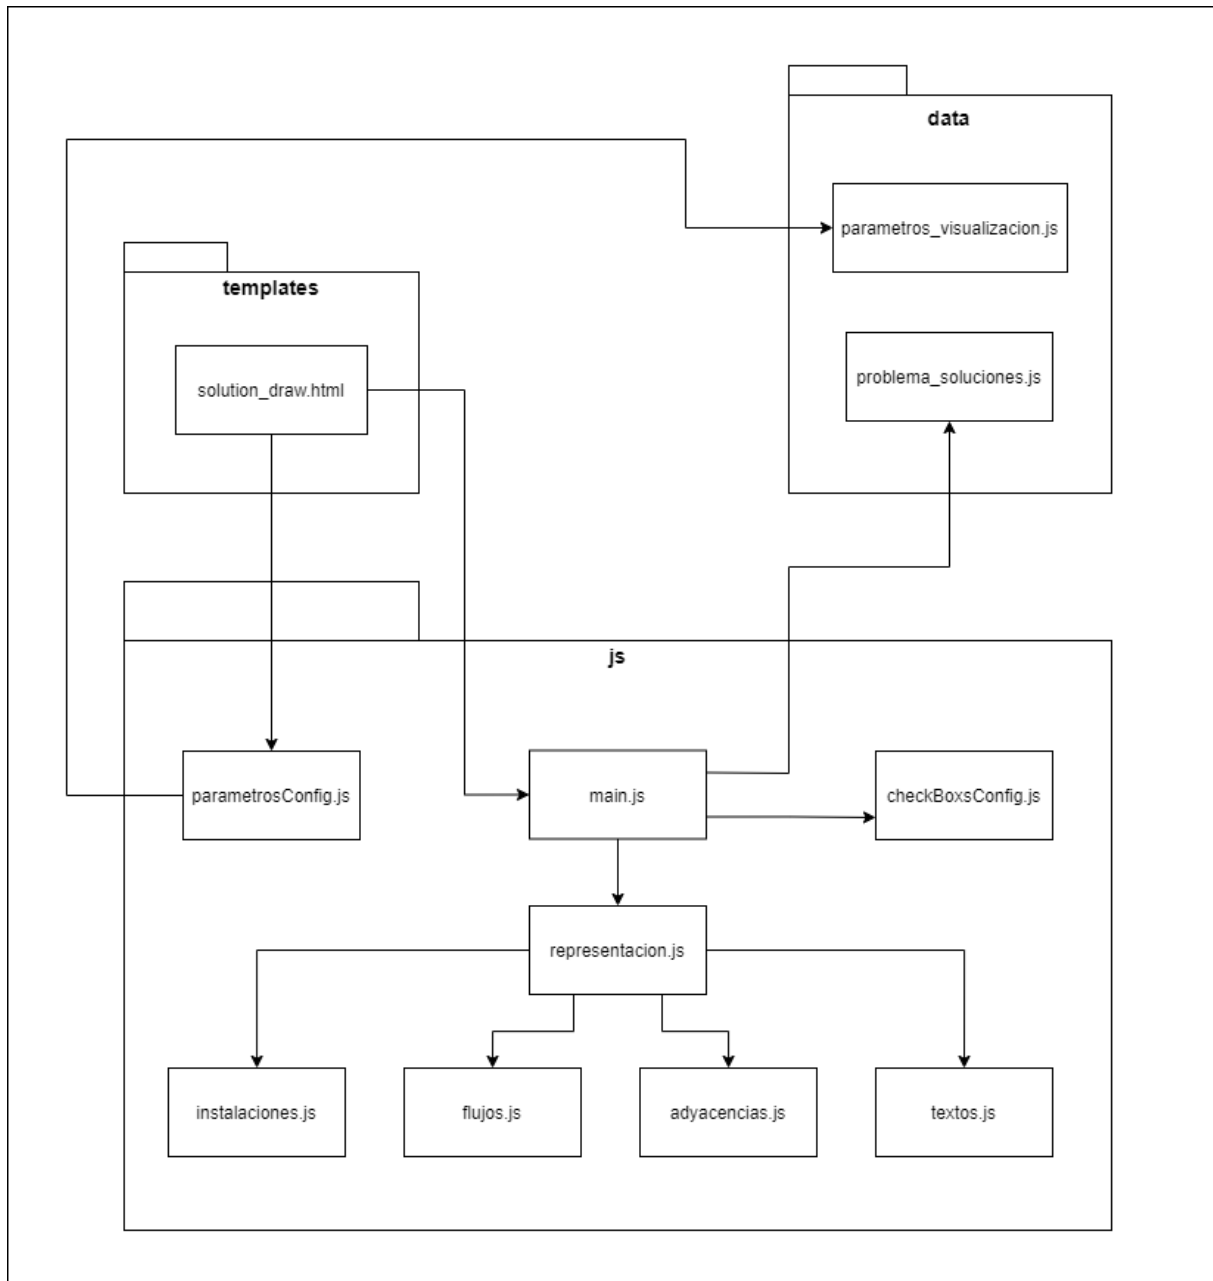 data
parametros_visualizacion.js
templates
problema_soluciones.js
solution_draw.html
js
parametrosConfig.js
main.js
checkBoxsConfig.js
representacion.js
instalaciones.js
flujos.js
adyacencias.js
textos.js